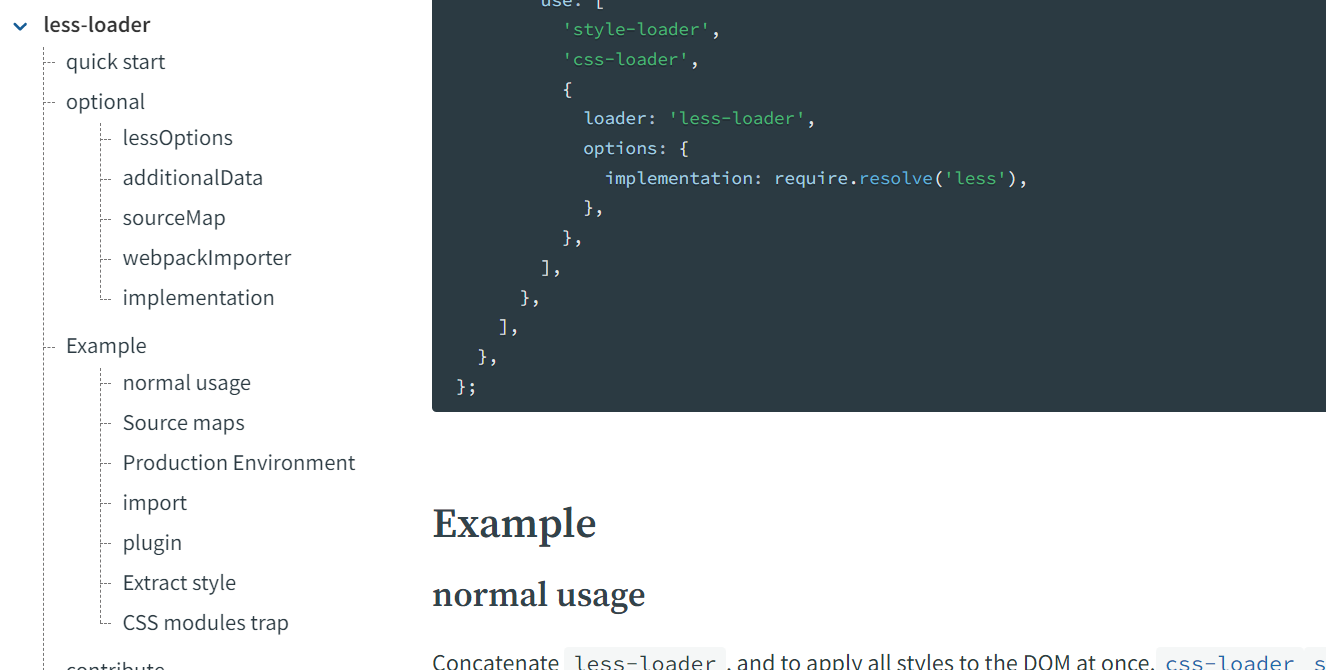 less-loader
quick start
optional
lessOptions
additionalData
sourceMap
webpackImporter
implementation
Example
normal usage
Source maps
Production Environment
import
plugin
Extract style
CSS modules trap
contribute
use: [
'style-loader',
'css-loader',
{
loader: 'less-loader',
options: {
implementation: require.resolve('less'),
},
},
],
},
],
},
};
Example
normal usage
Concatenate less-loader , and to apply all styles to the DOM at once, css-loader s